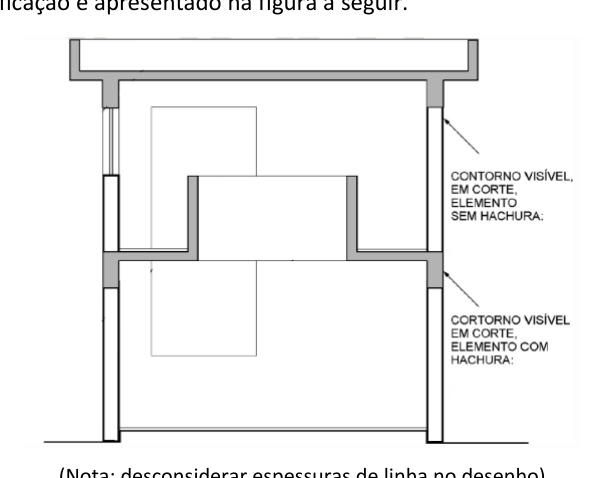 ficação é apresentado na figura a seguir.
CONTORNO VISÍVEL,
EM CORTE,
ELEMENTO
SEM HACHURA:
CORTORNO VISÍVEL
EM CORTE,
ELEMENTO COM
HACHURA:
(Nota: desconsiderar espessuras de linha no desenho)